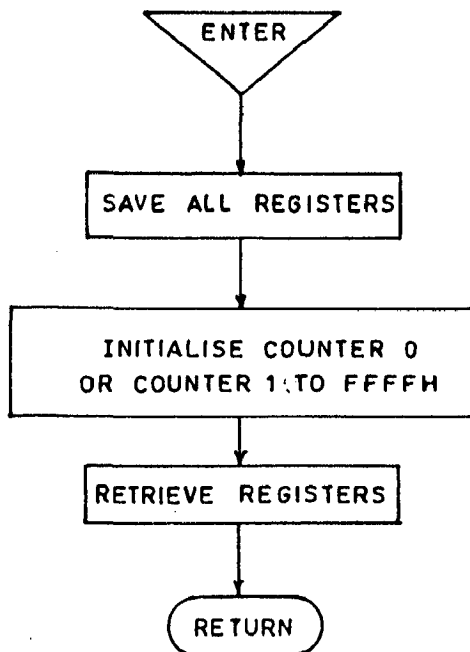 ENTER
SAVE ALL REGISTERS
INITIALISE COUNTER 0
OR COUNTER 1 TO FFFFH
RETRIEVE REGISTERS
RETURN